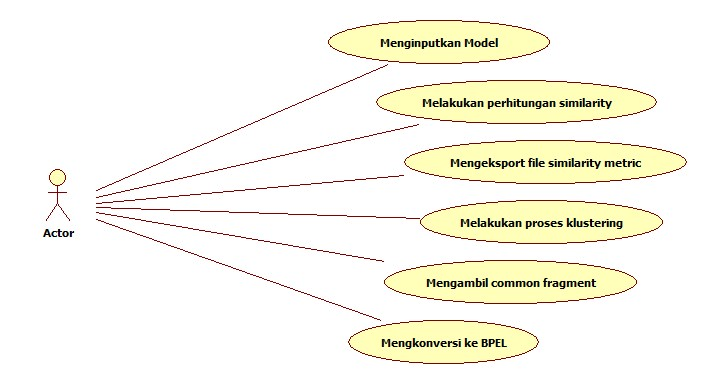 Menginputkan Model
Melakukan perhitungan similarity
Mengeksport file similarity metric
Actor
Melakukan proses klustering
Mengambil common fragment
Mengkonversi ke BPEL